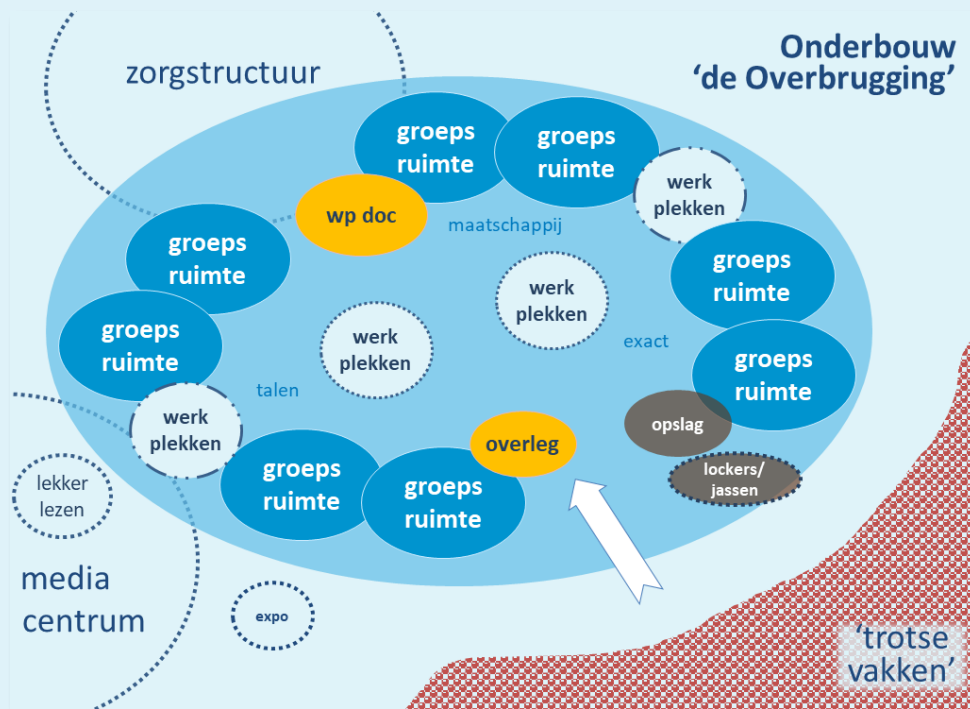 Onderbouw
‘de Overbrugging’
zorgstructuur
groeps
ruimte
groeps
ruimte
werk
plekken
wp doc
maatschappij
groeps
ruimte
groeps
ruimte
werk
plekken
groeps
ruimte
werk
plekken
exact
groeps
ruimte
talen
werk
plekken
opslag
overleg
groeps
ruimte
groeps
ruimte
lockers/
jassen
lekker
lezen
media
centrum
expo
‘trotse
vakken’